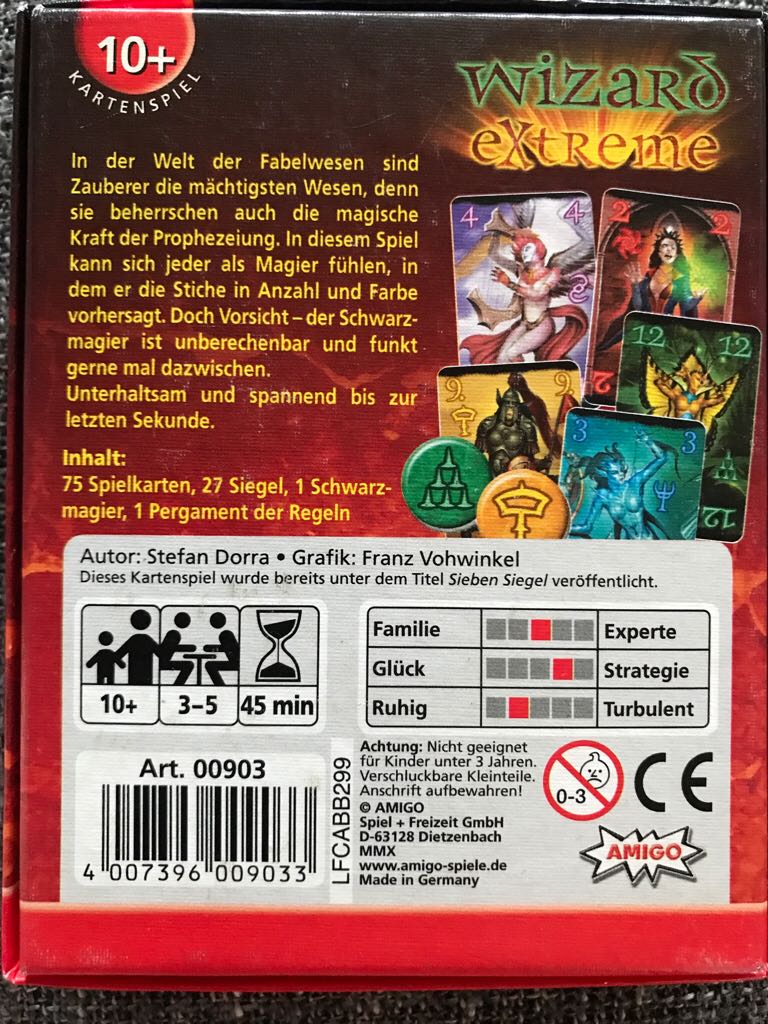 10+
KARTENSPIEL
wizard
extreme
In der Welt der Fabelwesen sind
Zauberer die mächtigsten Wesen, denn
sie beherrschen auch die magische
Kraft der Prophezeiung. In diesem Spiel
kann sich jeder als Magier fühlen, in
dem er die Stiche in Anzahl und Farbe
vorhersagt. Doch Vorsicht – der Schwarz-
magier ist unberechenbar und funkt
gerne mal dazwischen.
Unterhaltsam und spannend bis zur
letzten Sekunde.
Inhalt:
75 Spielkarten, 27 Siegel, 1 Schwarz-
magier, 1 Pergament der Regeln
4 4
2 2
2
12 12
12
9 9
3 3
Autor: Stefan Dorra • Grafik: Franz Vohwinkel
Dieses Kartenspiel wurde bereits unter dem Titel Sieben Siegel veröffentlicht.
10+ 3–5 45 min
Familie Experte
Glück Strategie
Ruhig Turbulent
Art. 00903
4 007396 009033
LFCABB299
Achtung: Nicht geeignet
für Kinder unter 3 Jahren.
Verschluckbare Kleinteile.
Anschrift aufbewahren!
© AMIGO
Spiel + Freizeit GmbH
D-63128 Dietzenbach
MMX
www.amigo-spiele.de
Made in Germany
0-3
CE
AMIGO